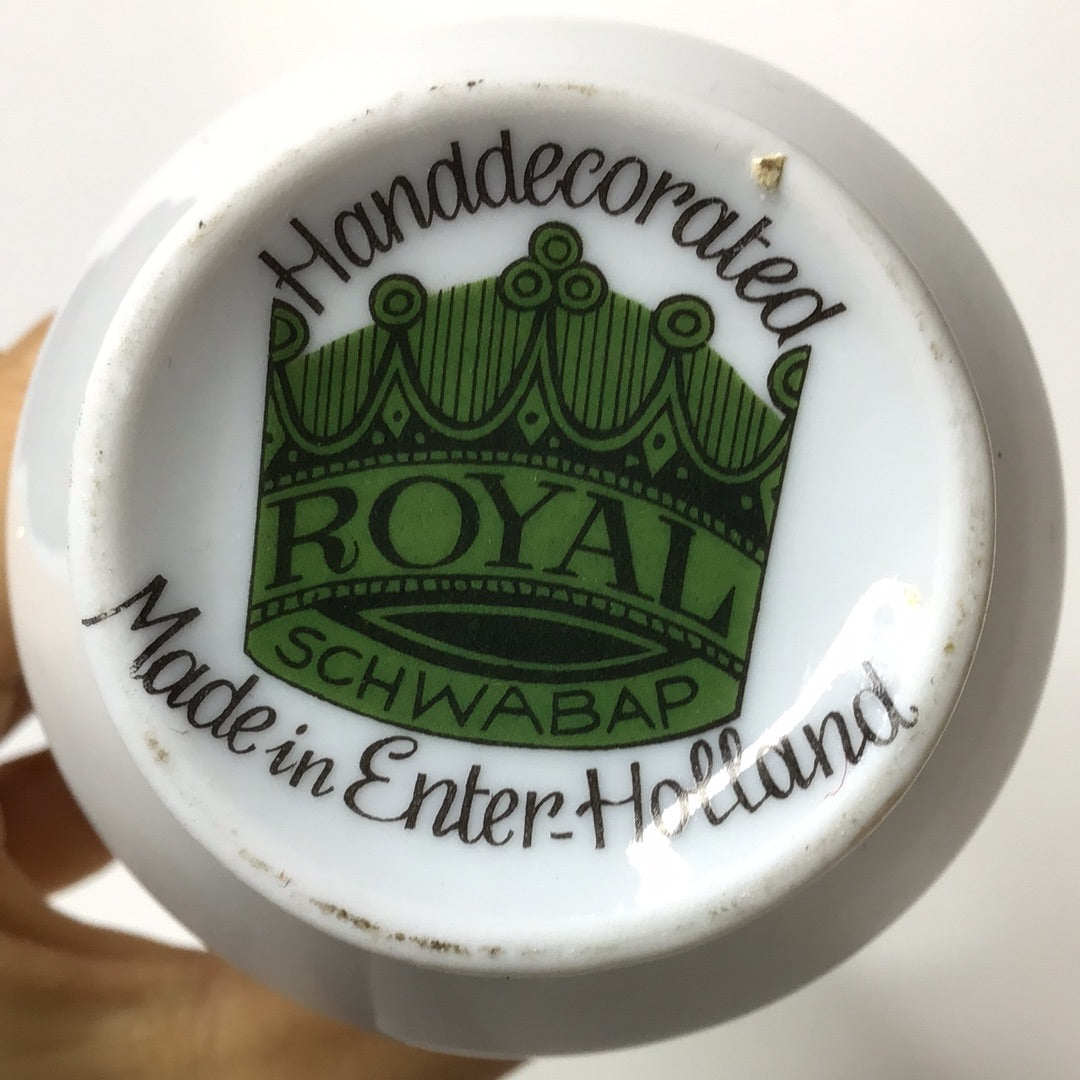 Handdecorated
ROYAL
SCHWABAP
Made in Enter-Holland